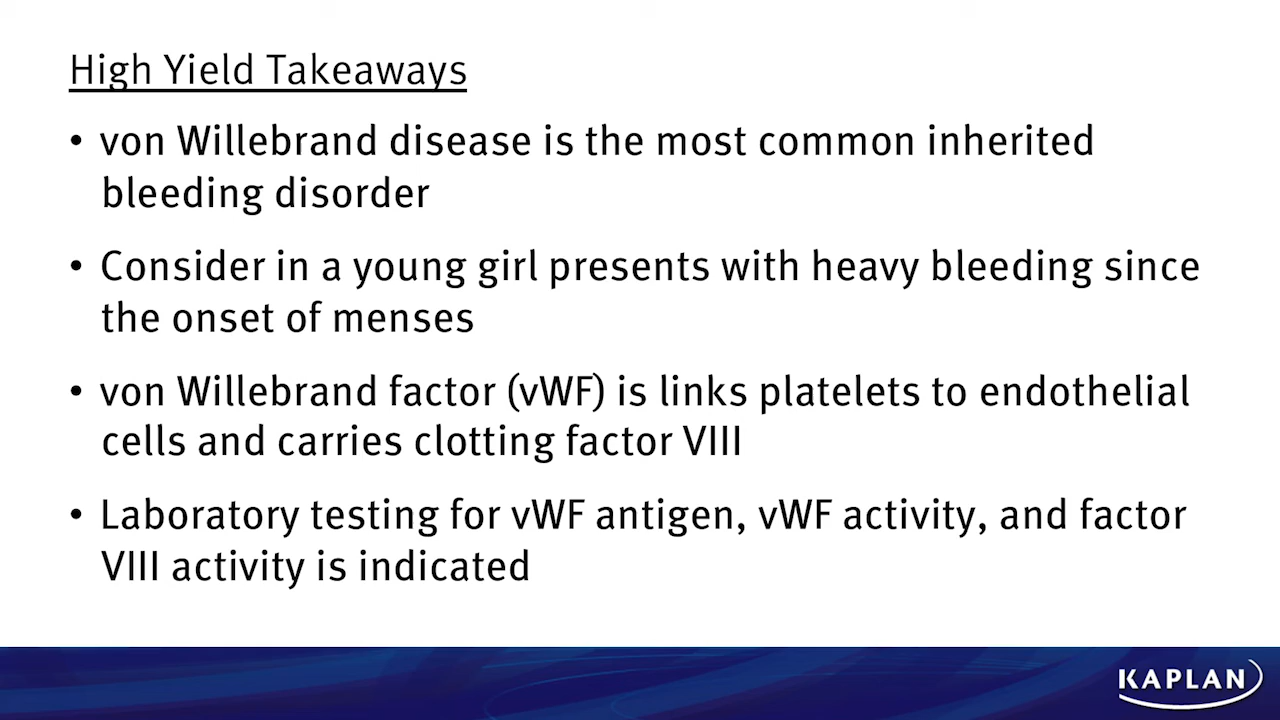 High Yield Takeaways
• von Willebrand disease is the most common inherited
bleeding disorder
• Consider in a young girl presents with heavy bleeding since
the onset of menses
• von Willebrand factor (vWF) is links platelets to endothelial
cells and carries clotting factor VIII
• Laboratory testing for vWF antigen, vWF activity, and factor
VIII activity is indicated
KAPLAN